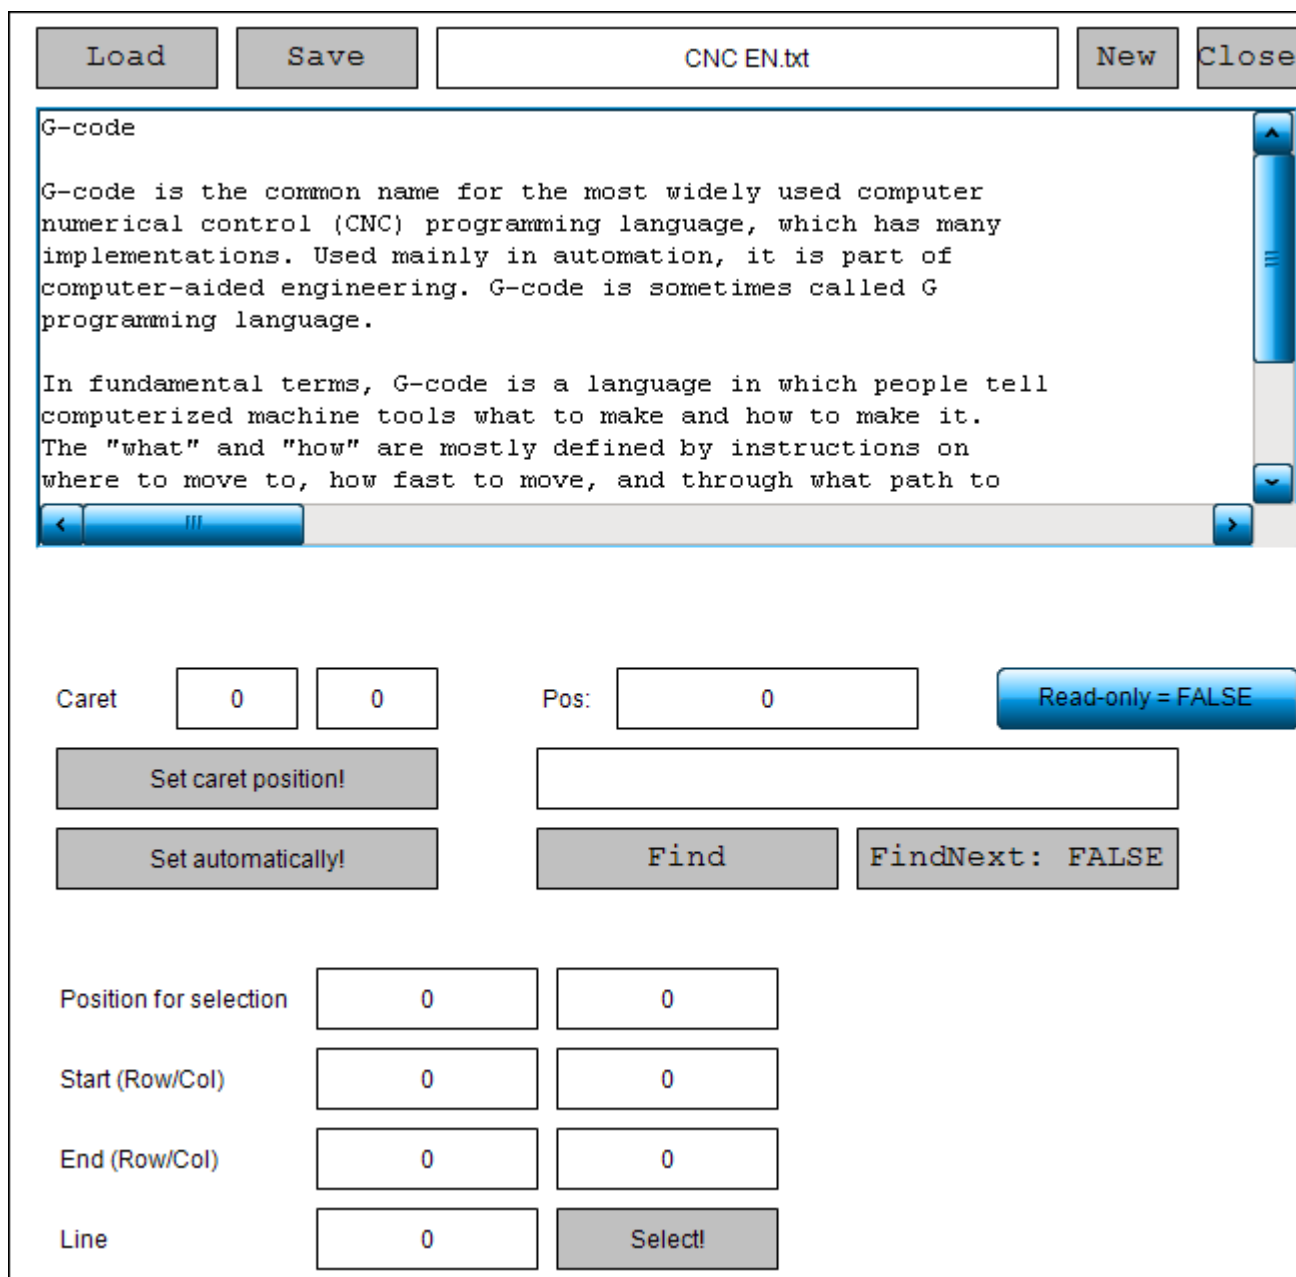 Load Save CNC EN.txt New Close
G-code
G-code is the common name for the most widely used computer
numerical control (CNC) programming language, which has many
implementations. Used mainly in automation, it is part of
computer-aided engineering. G-code is sometimes called G
programming language.
In fundamental terms, G-code is a language in which people tell
computerized machine tools what to make and how to make it.
The "what" and "how" are mostly defined by instructions on
where to move to, how fast to move, and through what path to
Caret 0 0 Pos: 0 Read-only = FALSE
Set caret position!
Set automatically! Find FindNext: FALSE
Position for selection 0 0
Start (Row/Col) 0 0
End (Row/Col) 0 0
Line 0 Select!